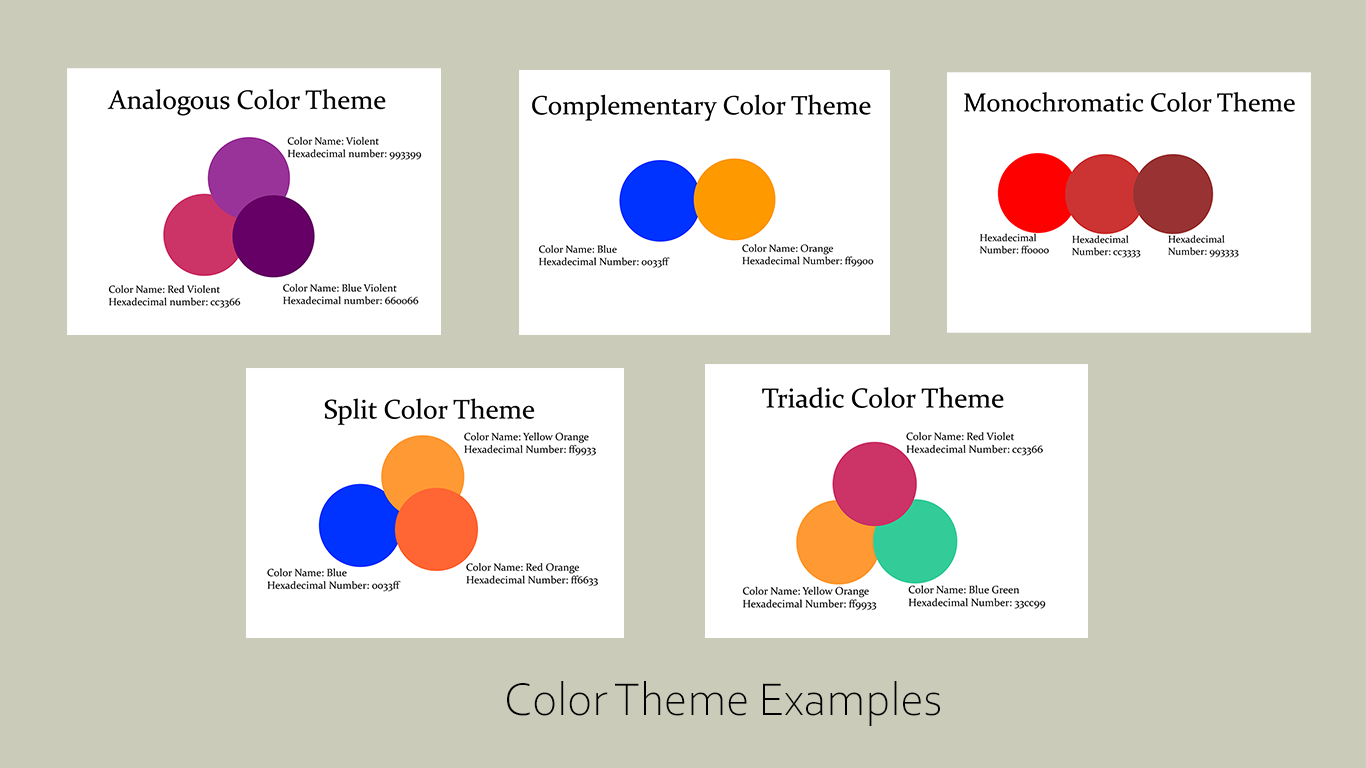 Analogous Color Theme
Color Name: Violent
Hexadecimal number: 993399
Color Name: Red Violent
Hexadecimal number: cc3366
Color Name: Blue Violent
Hexadecimal number: 660066
Complementary Color Theme
Color Name: Blue
Hexadecimal Number: 0033ff
Color Name: Orange
Hexadecimal Number: ff9900
Monochromatic Color Theme
Hexadecimal
Number: ff0000
Hexadecimal
Number: cc3333
Hexadecimal
Number: 993333
Split Color Theme
Color Name: Yellow Orange
Hexadecimal Number: ff9933
Color Name: Blue
Hexadecimal Number: 0033ff
Color Name: Red Orange
Hexadecimal Number: ff6633
Triadic Color Theme
Color Name: Red Violet
Hexadecimal Number: cc3366
Color Name: Yellow Orange
Hexadecimal Number: ff9933
Color Name: Blue Green
Hexadecimal Number: 33cc99
Color Theme Examples